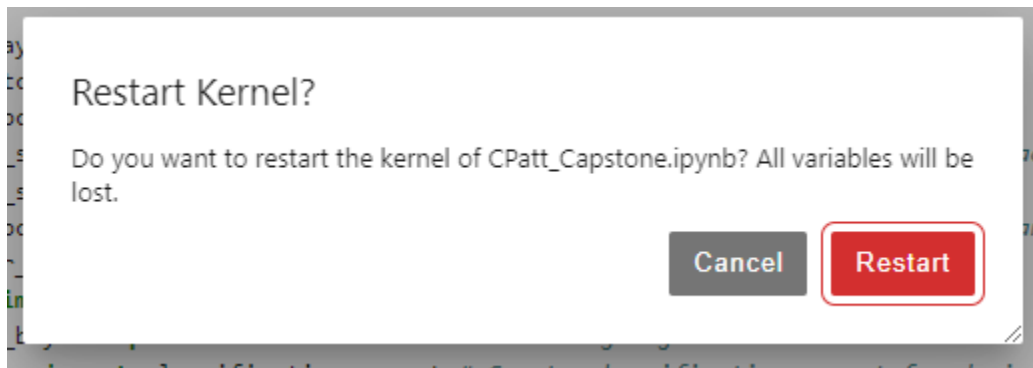 Restart Kernel?
Do you want to restart the kernel of CPatt_Capstone.ipynb? All variables will be
lost.
Cancel Restart